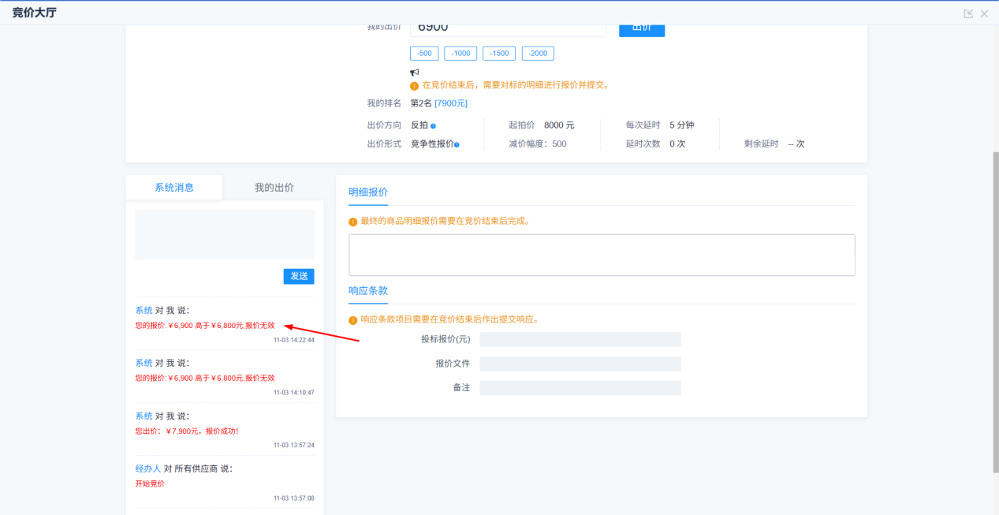 竞价大厅
我的出价 6900 出价
-500 -1000 -1500 -2000
在竞价结束后，需要对标的明细进行报价并提交。
我的排名 第2名 [7900元]
出价方向 反拍 起拍价 8000 元 每次延时 5 分钟
出价形式 竞争性报价 减价幅度：500 延时次数 0 次 剩余延时 -- 次
系统消息 我的出价
发送
系统 对 我 说：
您的报价:￥6,900 高于￥6,800元,报价无效
11-03 14:22:44
系统 对 我 说：
您的报价:￥6,900 高于￥6,800元,报价无效
11-03 14:10:47
系统 对 我 说：
您出价：￥7,900元，报价成功！
11-03 13:57:24
经办人 对 所有供应商 说：
开始竞价
11-03 13:57:08
明细报价
最终的商品明细报价需要在竞价结束后完成。
响应条款
响应条款项目需要在竞价结束后作出提交响应。
投标报价(元)
报价文件
备注